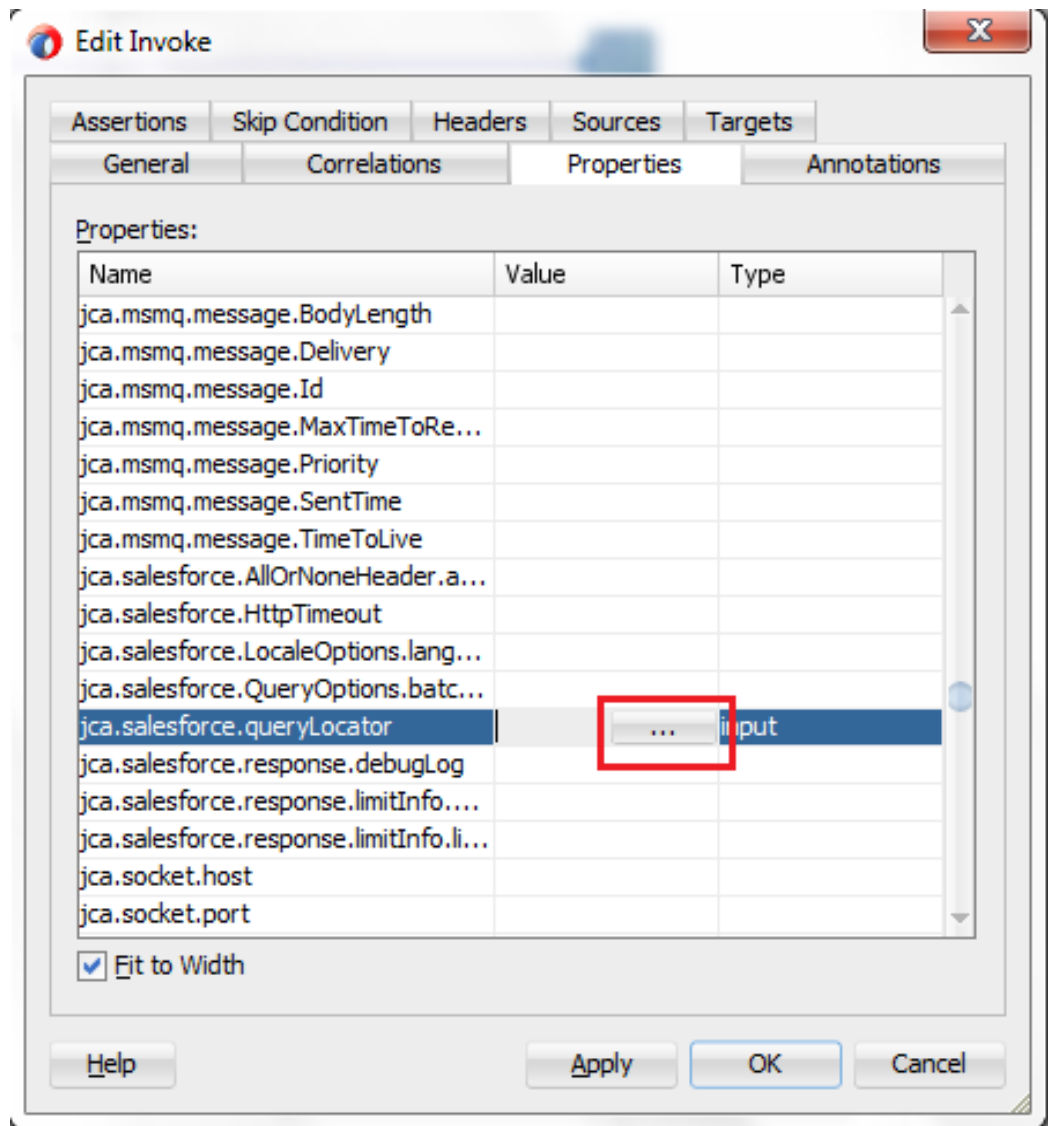 Edit Invoke
Assertions Skip Condition Headers Sources Targets
General Correlations Properties Annotations
Properties:
Name Value Type
jca.msmq.message.BodyLength
jca.msmq.message.Delivery
jca.msmq.message.Id
jca.msmq.message.MaxTimeToRe...
jca.msmq.message.Priority
jca.msmq.message.SentTime
jca.msmq.message.TimeToLive
jca.salesforce.AllOrNoneHeader.a...
jca.salesforce.HttpTimeout
jca.salesforce.LocaleOptions.lang...
jca.salesforce.QueryOptions.batc...
jca.salesforce.queryLocator ... input
jca.salesforce.response.debugLog
jca.salesforce.response.limitInfo....
jca.salesforce.response.limitInfo.li...
jca.socket.host
jca.socket.port
Fit to Width
Help Apply OK Cancel